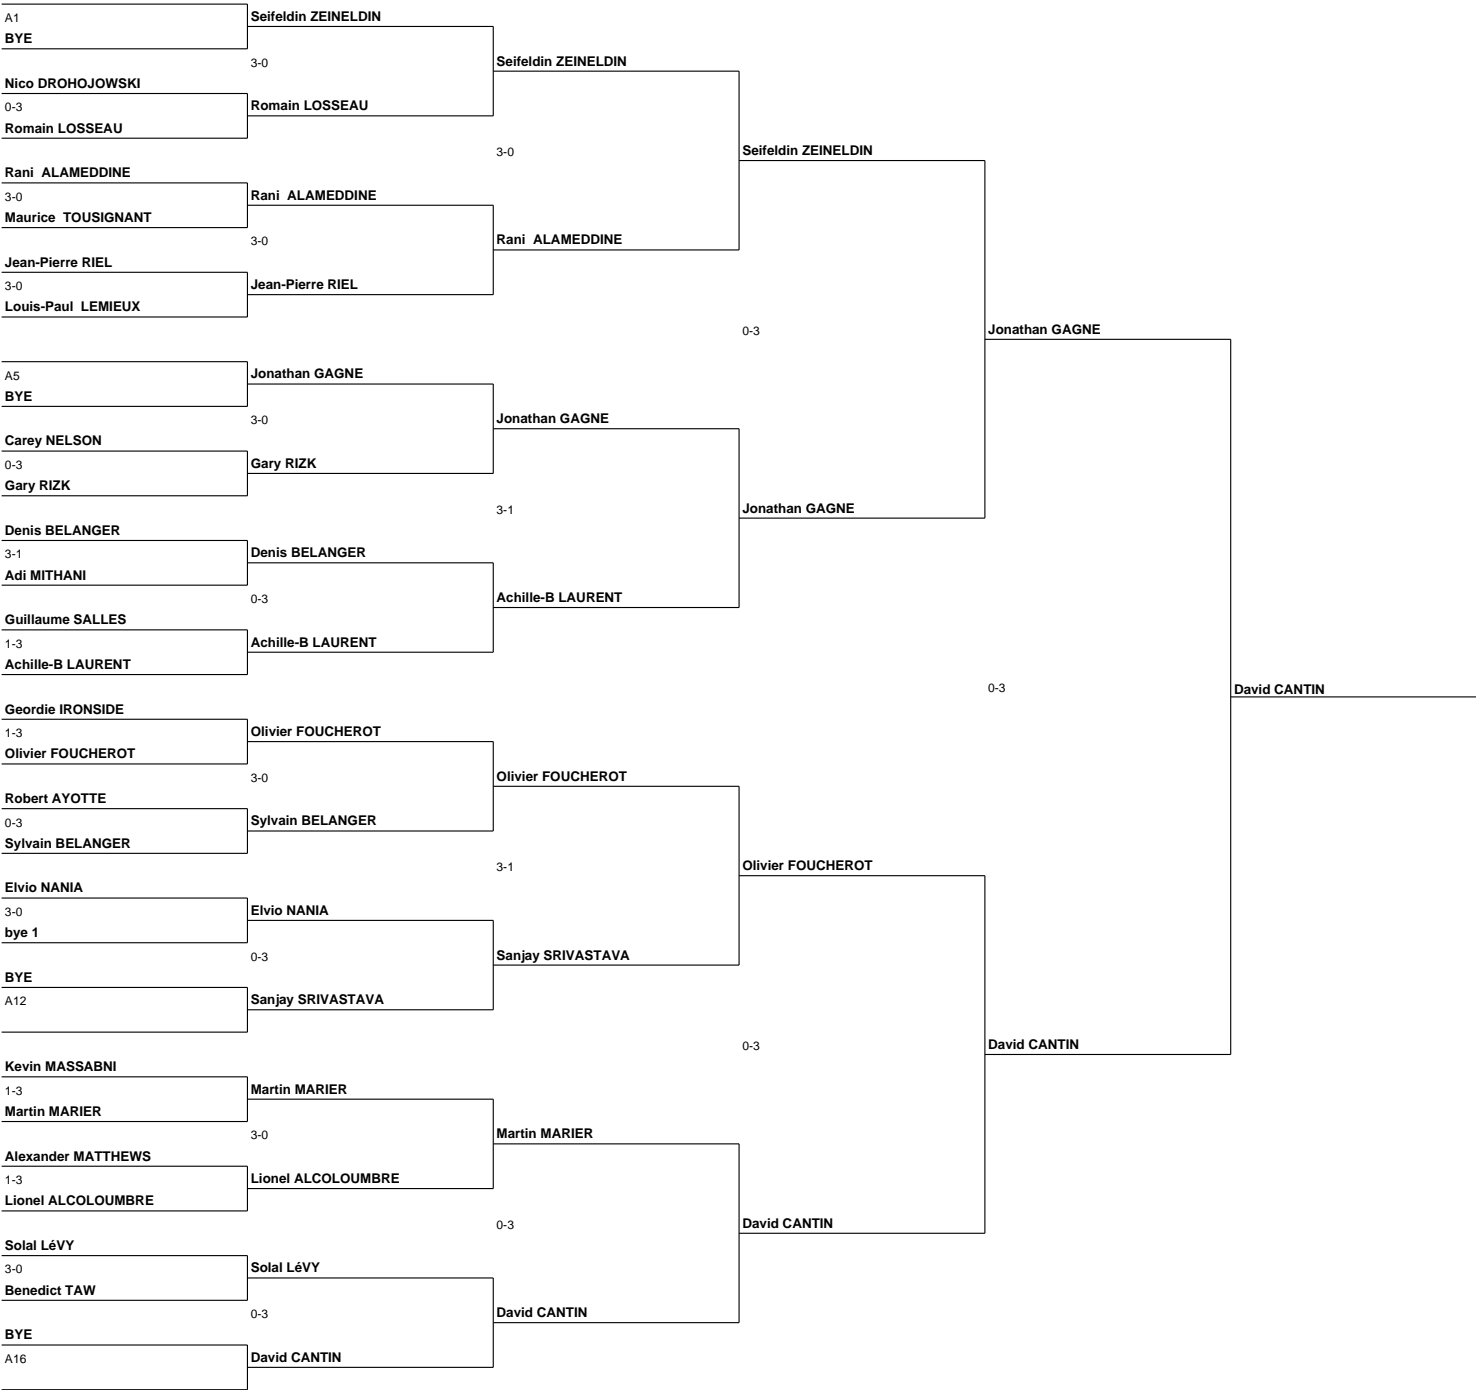 A1
BYE
Seifeldin ZEINELDIN
3-0
Seifeldin ZEINELDIN
Nico DROHOJOWSKI
0-3
Romain LOSSEAU
Romain LOSSEAU
3-0
Seifeldin ZEINELDIN
Rani  ALAMEDDINE
3-0
Maurice  TOUSIGNANT
Rani  ALAMEDDINE
3-0
Rani  ALAMEDDINE
Jean-Pierre RIEL
3-0
Louis-Paul  LEMIEUX
Jean-Pierre RIEL
0-3
Jonathan GAGNE
A5
BYE
Jonathan GAGNE
3-0
Jonathan GAGNE
Carey NELSON
0-3
Gary RIZK
Gary RIZK
3-1
Jonathan GAGNE
Denis BELANGER
3-1
Adi MITHANI
Denis BELANGER
0-3
Achille-B LAURENT
Guillaume SALLES
1-3
Achille-B LAURENT
Achille-B LAURENT
0-3
David CANTIN
Geordie IRONSIDE
1-3
Olivier FOUCHEROT
Olivier FOUCHEROT
3-0
Olivier FOUCHEROT
Robert AYOTTE
0-3
Sylvain BELANGER
Sylvain BELANGER
3-1
Olivier FOUCHEROT
Elvio NANIA
3-0
bye 1
Elvio NANIA
0-3
Sanjay SRIVASTAVA
BYE
A12
Sanjay SRIVASTAVA
0-3
David CANTIN
Kevin MASSABNI
1-3
Martin MARIER
Martin MARIER
3-0
Martin MARIER
Alexander MATTHEWS
1-3
Lionel ALCOLOUMBRE
Lionel ALCOLOUMBRE
0-3
David CANTIN
Solal LéVY
3-0
Benedict TAW
Solal LéVY
0-3
David CANTIN
BYE
A16
David CANTIN